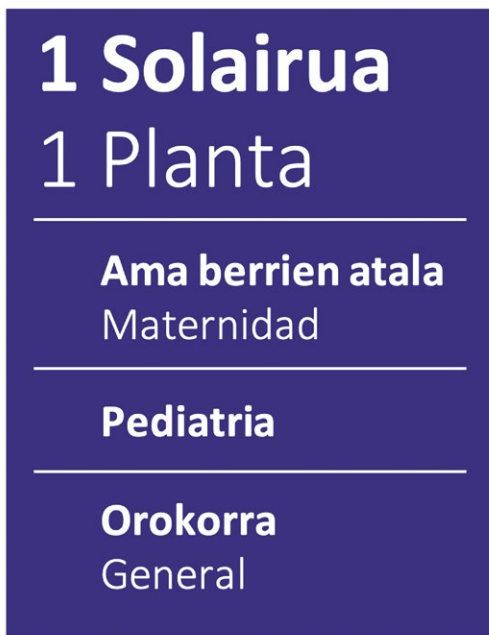 1 Solairua
1 Planta
Ama berrien atala
Maternidad
Pediatria
Orokorra
General